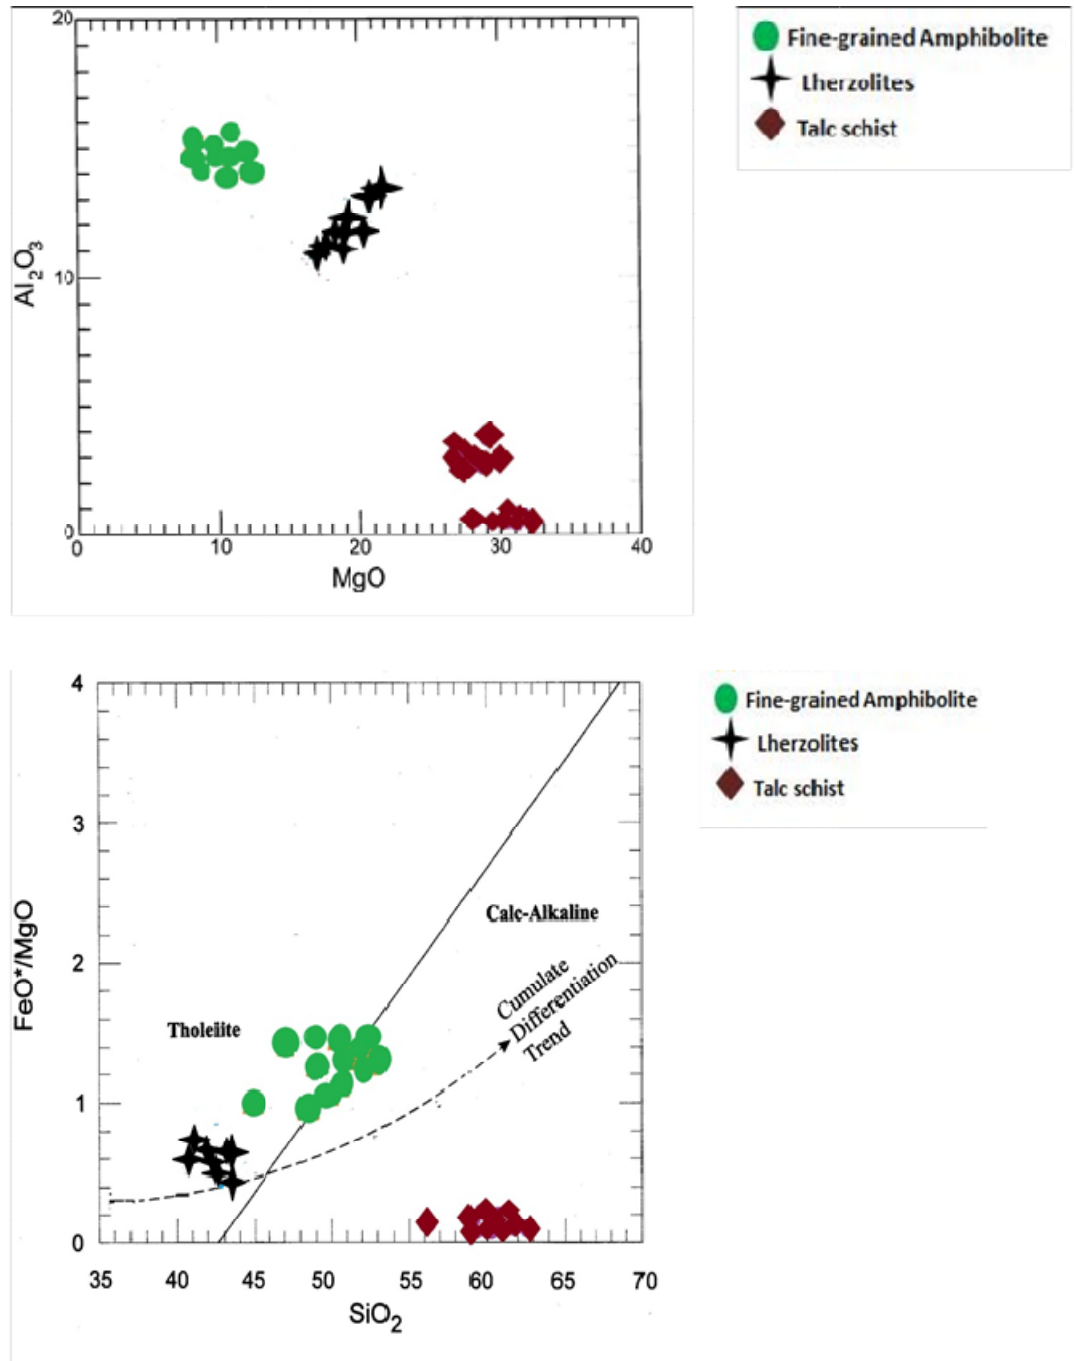 20
10
0
Al₂O₃
0 10 20 30 40
MgO
Fine-grained Amphibolite
Lherzolites
Talc schist
4
3
2
1
0
FeO*/MgO
Tholeiite
Calc-Alkaline
Cumulate
Differentiation
Trend
35 40 45 50 55 60 65 70
SiO₂
Fine-grained Amphibolite
Lherzolites
Talc schist